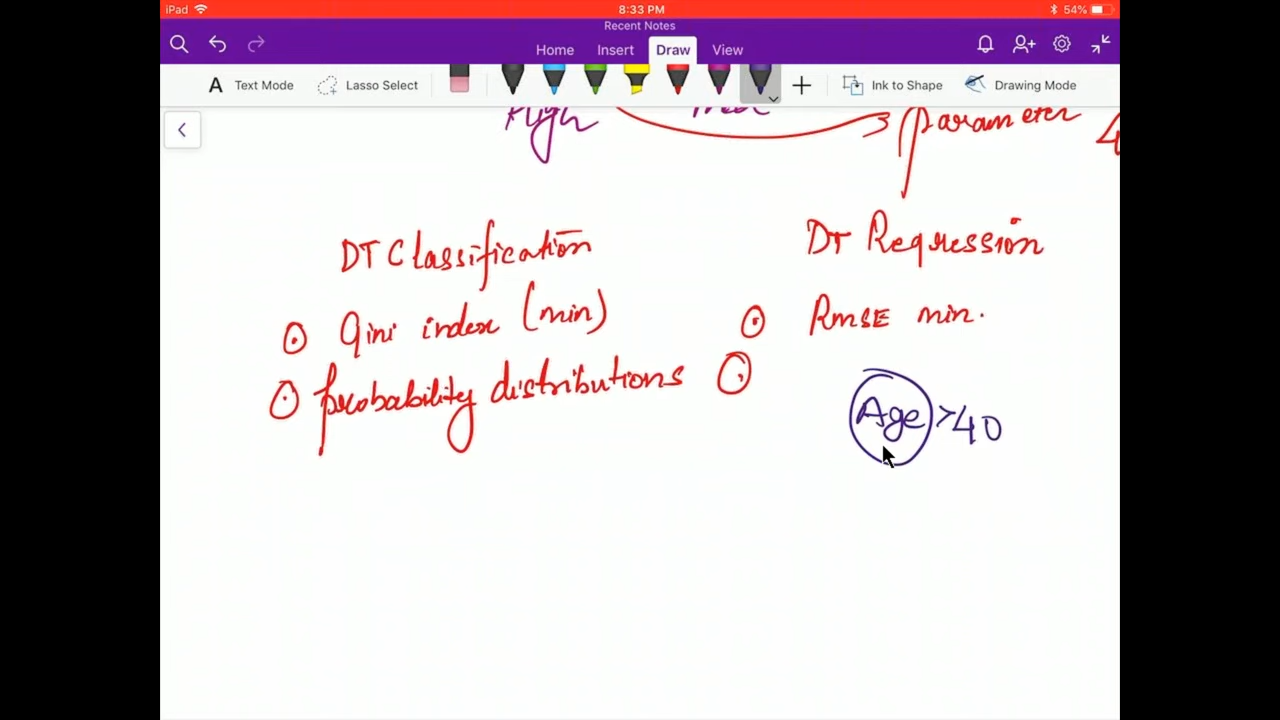 iPad 8:33 PM 54%
Recent Notes
Home Insert Draw View
A Text Mode Lasso Select Ink to Shape Drawing Mode
High parameter
DT Classification
DT Regression
Gini index (min)
RMSE min.
probability distributions
Age >40